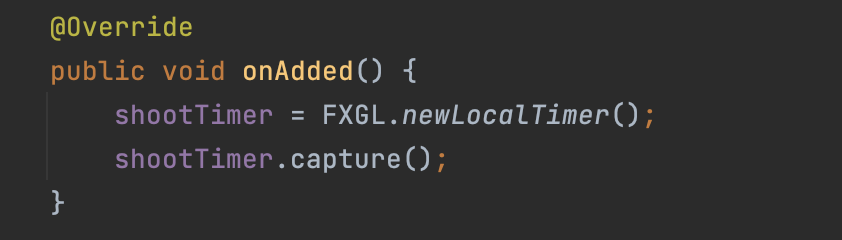 @Override
public void onAdded() {
    shootTimer = FXGL.newLocalTimer();
    shootTimer.capture();
}